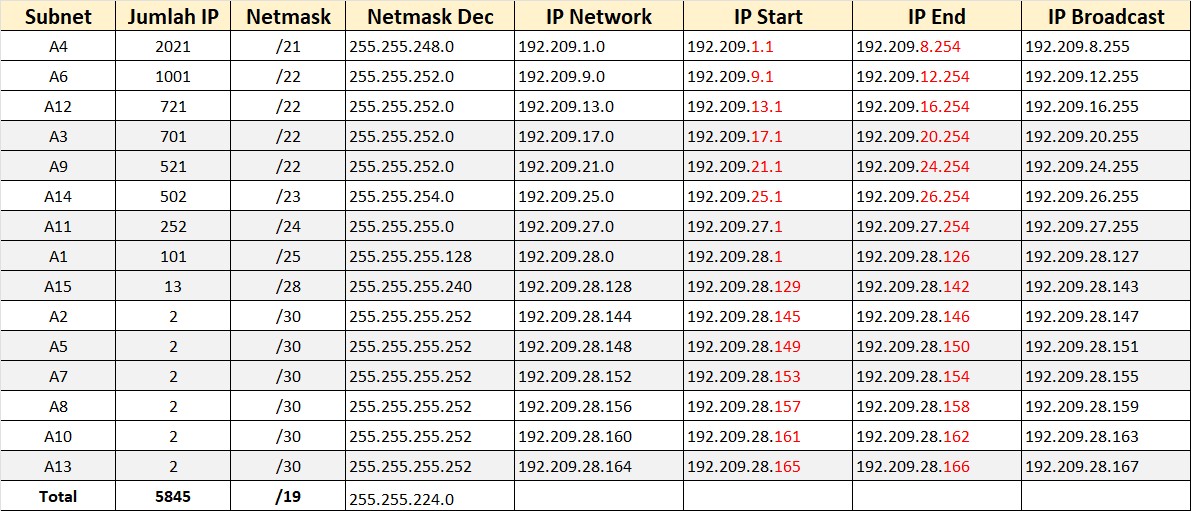 Subnet Jumlah IP Netmask Netmask Dec IP Network IP Start IP End IP Broadcast
A4 2021 /21 255.255.248.0 192.209.1.0 192.209.1.1 192.209.8.254 192.209.8.255
A6 1001 /22 255.255.252.0 192.209.9.0 192.209.9.1 192.209.12.254 192.209.12.255
A12 721 /22 255.255.252.0 192.209.13.0 192.209.13.1 192.209.16.254 192.209.16.255
A3 701 /22 255.255.252.0 192.209.17.0 192.209.17.1 192.209.20.254 192.209.20.255
A9 521 /22 255.255.252.0 192.209.21.0 192.209.21.1 192.209.24.254 192.209.24.255
A14 502 /23 255.255.254.0 192.209.25.0 192.209.25.1 192.209.26.254 192.209.26.255
A11 252 /24 255.255.255.0 192.209.27.0 192.209.27.1 192.209.27.254 192.209.27.255
A1 101 /25 255.255.255.128 192.209.28.0 192.209.28.1 192.209.28.126 192.209.28.127
A15 13 /28 255.255.255.240 192.209.28.128 192.209.28.129 192.209.28.142 192.209.28.143
A2 2 /30 255.255.255.252 192.209.28.144 192.209.28.145 192.209.28.146 192.209.28.147
A5 2 /30 255.255.255.252 192.209.28.148 192.209.28.149 192.209.28.150 192.209.28.151
A7 2 /30 255.255.255.252 192.209.28.152 192.209.28.153 192.209.28.154 192.209.28.155
A8 2 /30 255.255.255.252 192.209.28.156 192.209.28.157 192.209.28.158 192.209.28.159
A10 2 /30 255.255.255.252 192.209.28.160 192.209.28.161 192.209.28.162 192.209.28.163
A13 2 /30 255.255.255.252 192.209.28.164 192.209.28.165 192.209.28.166 192.209.28.167
Total 5845 /19 255.255.224.0